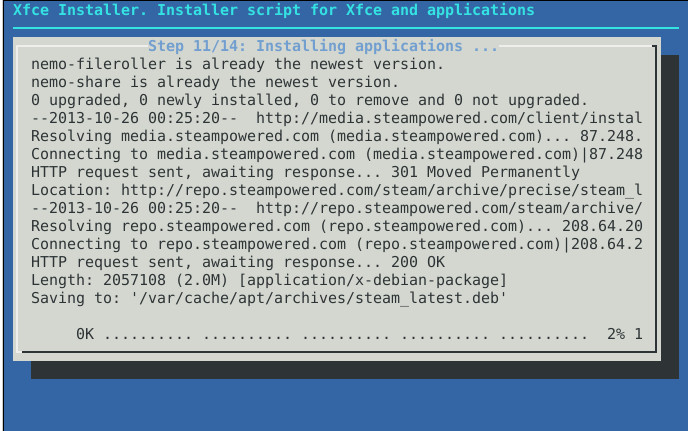 Xfce Installer. Installer script for Xfce and applications
Step 11/14: Installing applications ...
nemo-fileroller is already the newest version.
nemo-share is already the newest version.
0 upgraded, 0 newly installed, 0 to remove and 0 not upgraded.
--2013-10-26 00:25:20--  http://media.steampowered.com/client/instal
Resolving media.steampowered.com (media.steampowered.com)... 87.248.
Connecting to media.steampowered.com (media.steampowered.com)|87.248
HTTP request sent, awaiting response... 301 Moved Permanently
Location: http://repo.steampowered.com/steam/archive/precise/steam_l
--2013-10-26 00:25:20--  http://repo.steampowered.com/steam/archive/
Resolving repo.steampowered.com (repo.steampowered.com)... 208.64.20
Connecting to repo.steampowered.com (repo.steampowered.com)|208.64.2
HTTP request sent, awaiting response... 200 OK
Length: 2057108 (2.0M) [application/x-debian-package]
Saving to: '/var/cache/apt/archives/steam_latest.deb'
0K .......... .......... .......... .......... ..........  2% 1